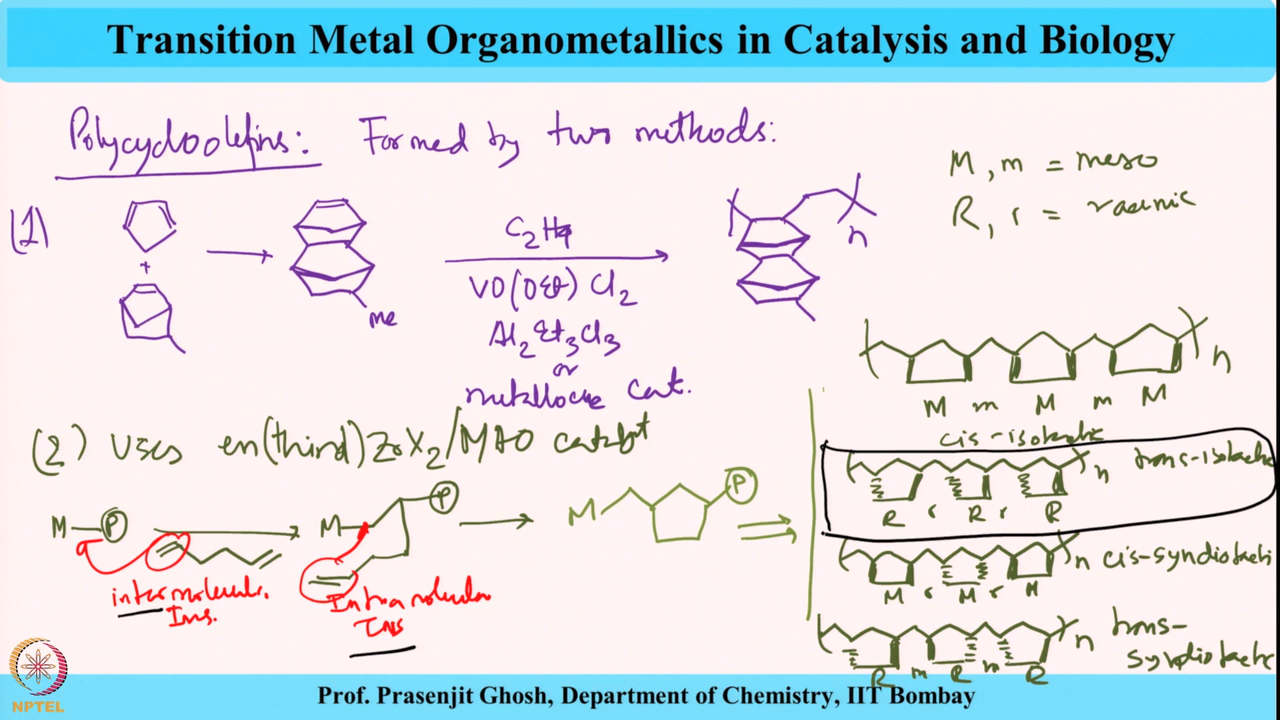 Transition Metal Organometallics in Catalysis and Biology
Polycycloolefins: Formed by two methods:
M, m = meso
R, r = racemic
(1)
+
Me
C2H4
VO(OEt)Cl2
Al2Et3Cl3
or
metallocene cat.
n
n
M m M m M
cis-isotactic
(2) uses en(thind)ZrX2/MAO catalyst
M P
intermolecular
Ins.
M P
Intramolecular
Ins
M P
n trans-isotactic
R r R r R
n cis-syndiotacti
M r M r M
n trans-
syndiotactic
R m R m R
NPTEL
Prof. Prasenjit Ghosh, Department of Chemistry, IIT Bombay